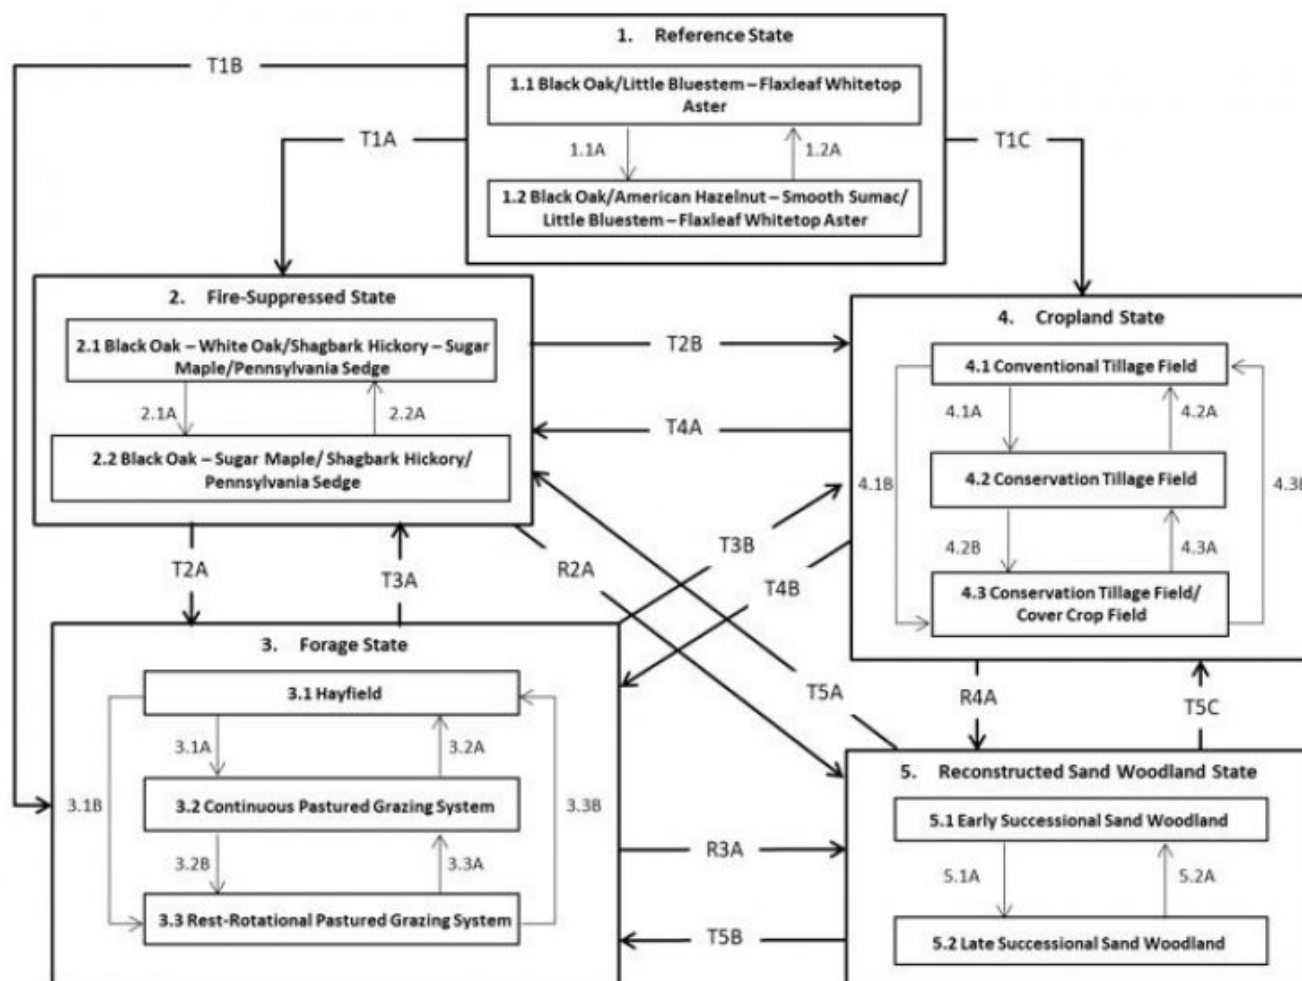 1. Reference State
T1B
1.1 Black Oak/Little Bluestem – Flaxleaf Whitetop
Aster
T1A
1.1A
1.2A
T1C
1.2 Black Oak/American Hazelnut – Smooth Sumac/
Little Bluestem – Flaxleaf Whitetop Aster
2. Fire-Suppressed State
2.1 Black Oak – White Oak/Shagbark Hickory – Sugar
Maple/Pennsylvania Sedge
2.1A
2.2A
2.2 Black Oak – Sugar Maple/ Shagbark Hickory/
Pennsylvania Sedge
T2B
T4A
4. Cropland State
4.1 Conventional Tillage Field
4.1A
4.2A
4.2 Conservation Tillage Field
4.1B
4.3B
4.2B
4.3A
4.3 Conservation Tillage Field/
Cover Crop Field
T2A
T3A
R2A
T3B
T4B
T5A
R4A
T5C
3. Forage State
3.1 Hayfield
3.1A
3.2A
3.2 Continuous Pastured Grazing System
3.1B
3.3B
3.2B
3.3A
3.3 Rest-Rotational Pastured Grazing System
R3A
T5B
5. Reconstructed Sand Woodland State
5.1 Early Successional Sand Woodland
5.1A
5.2A
5.2 Late Successional Sand Woodland